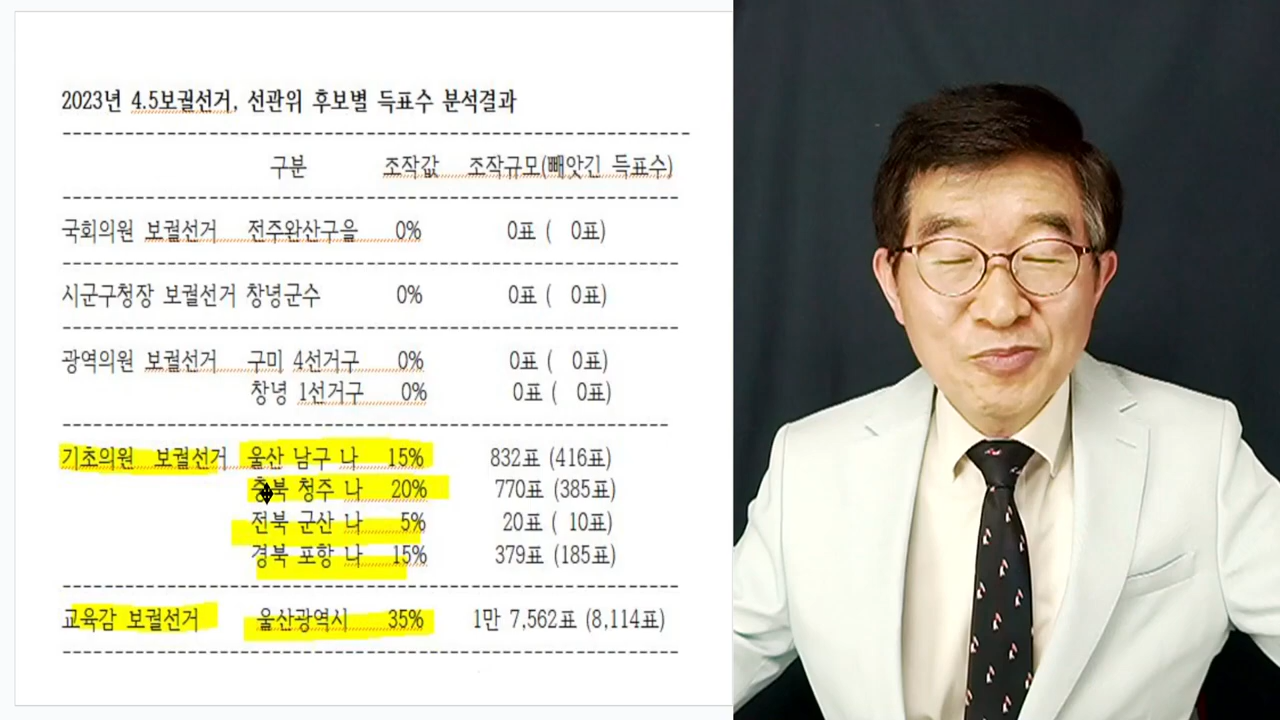 2023년 4.5보궐선거, 선관위 후보별 득표수 분석결과
구분 조작값 조작규모(빼앗긴 득표수)
국회의원 보궐선거 전주완산구을 0% 0표 ( 0표)
시군구청장 보궐선거 창녕군수 0% 0표 ( 0표)
광역의원 보궐선거 구미 4선거구 0% 0표 ( 0표)
창녕 1선거구 0% 0표 ( 0표)
기초의원 보궐선거 울산 남구 나 15% 832표 (416표)
충북 청주 나 20% 770표 (385표)
전북 군산 나 5% 20표 ( 10표)
경북 포항 나 15% 379표 (185표)
교육감 보궐선거 울산광역시 35% 1만 7,562표 (8,114표)